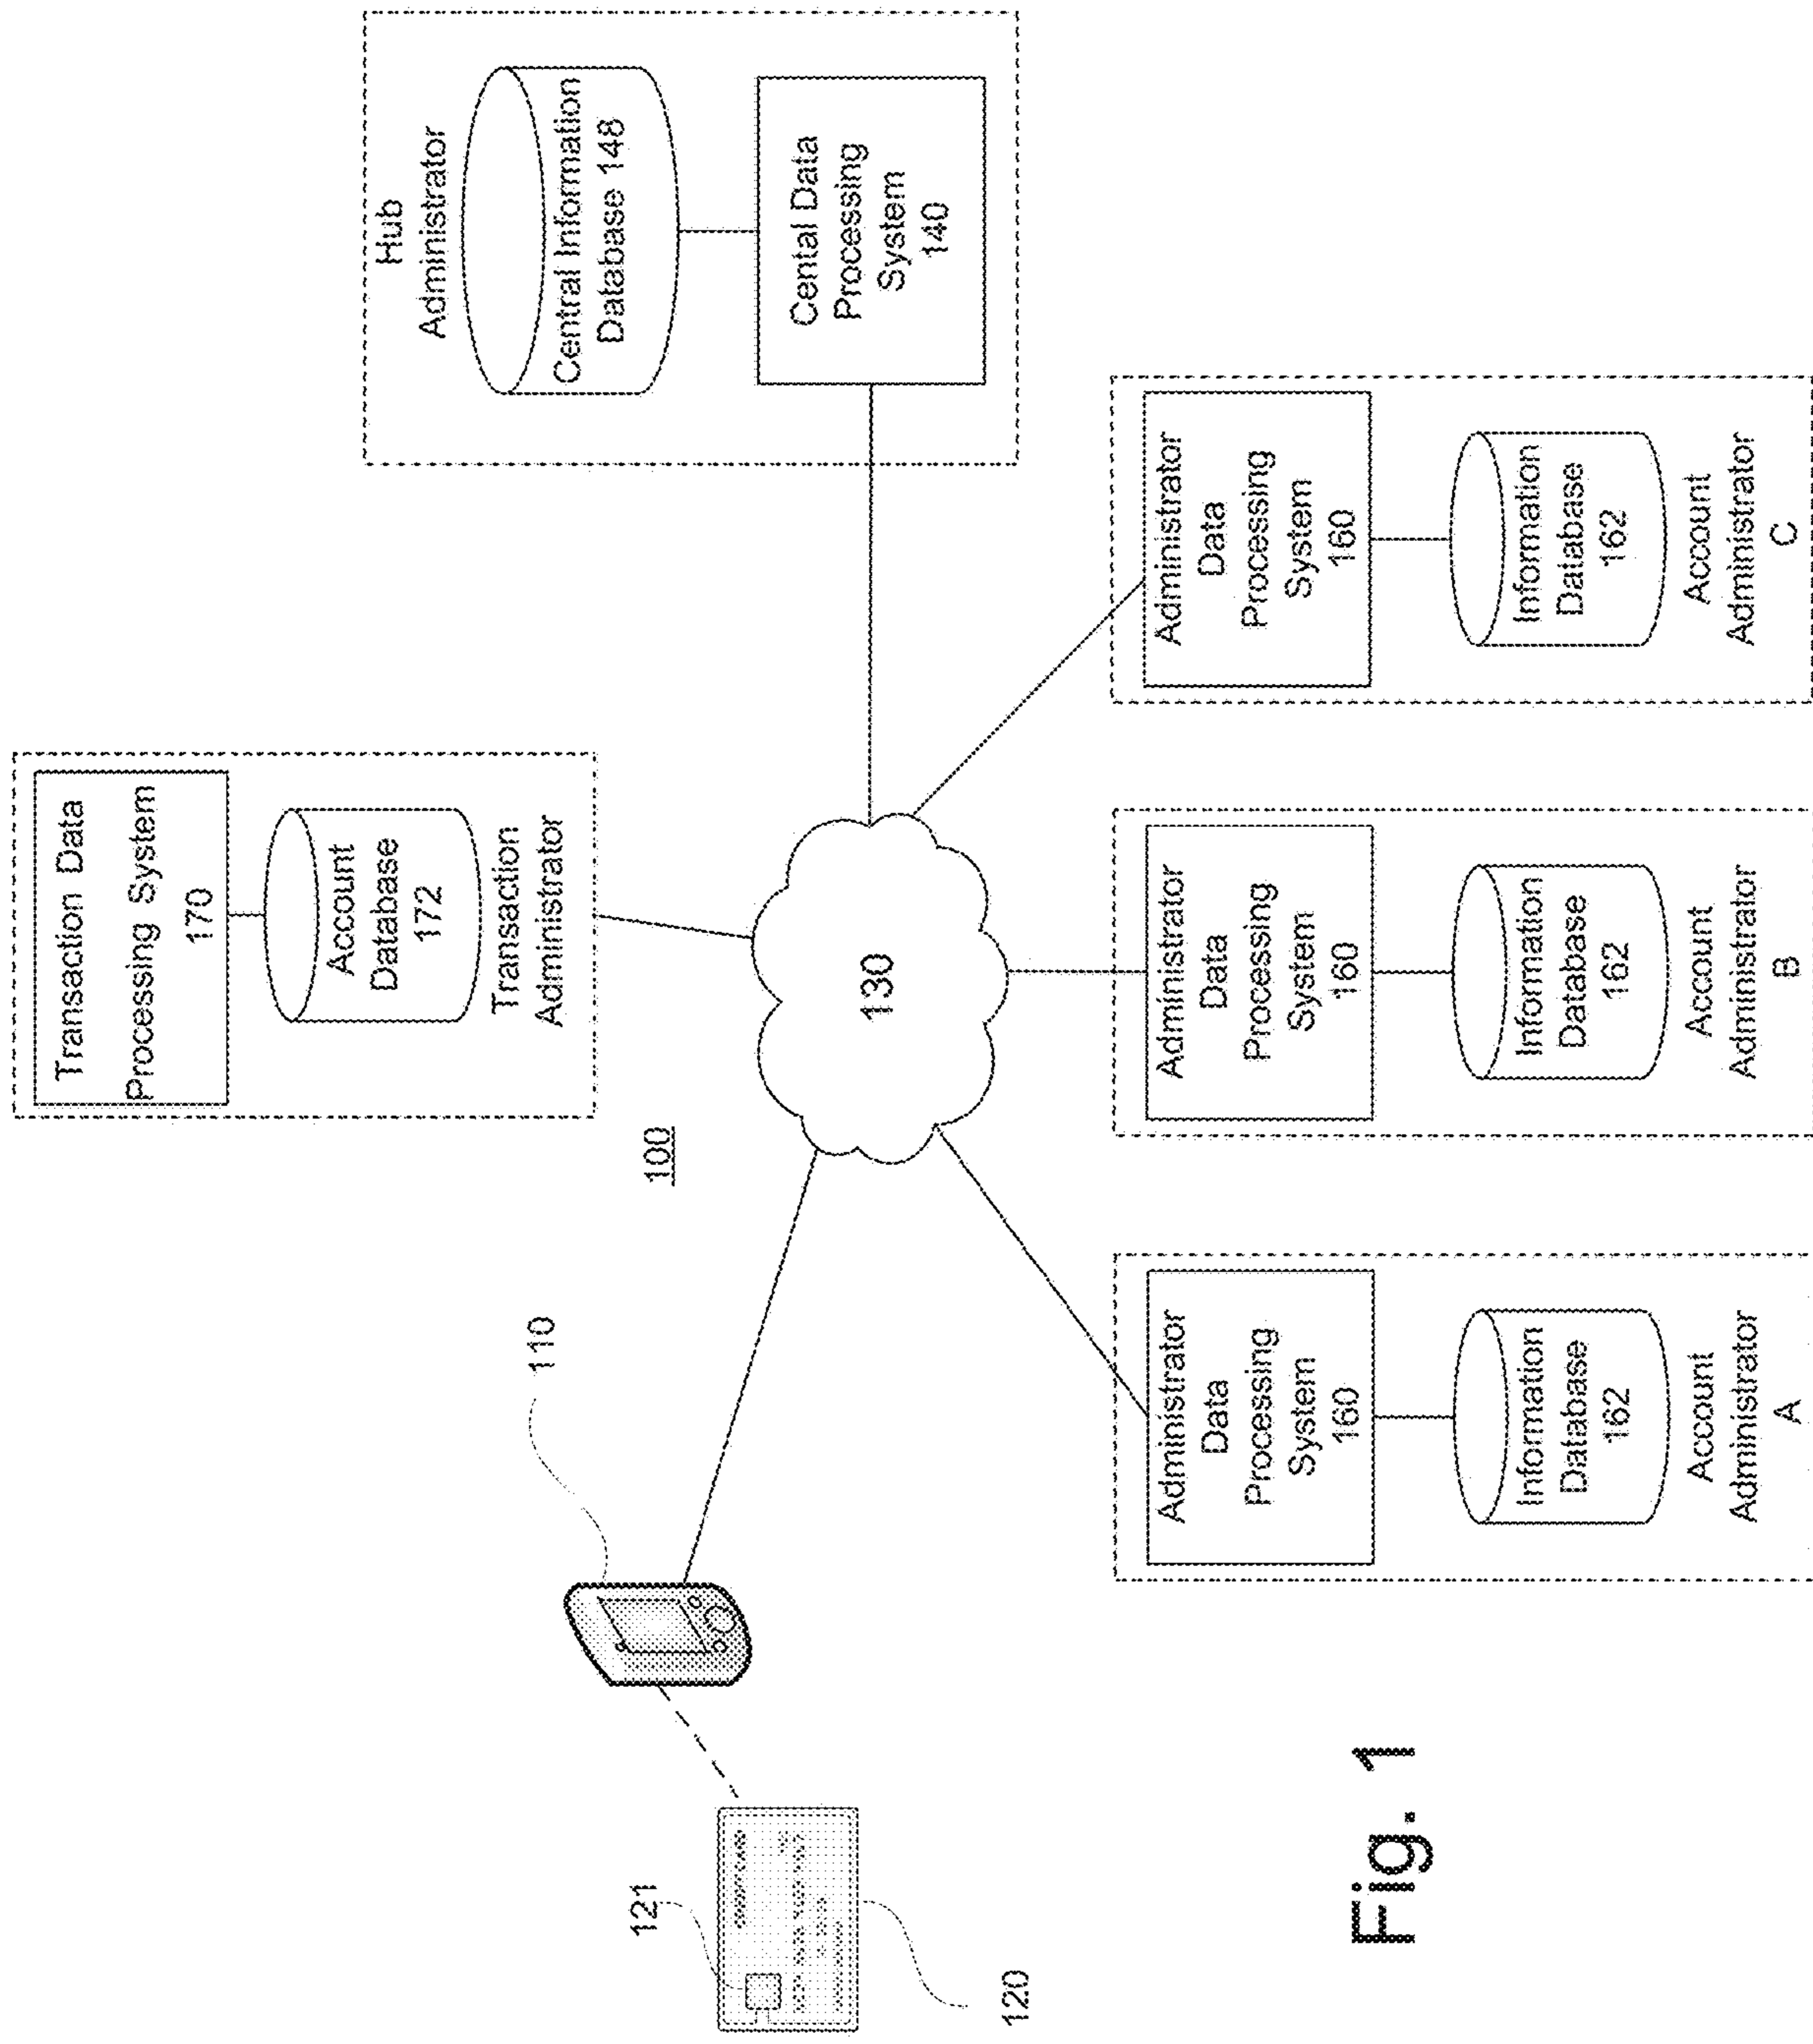 Transaction Data
Processing System
170
Account
Database
172
Transaction
Administrator
Hub
Administrator
Central Information
Database 148
Cental Data
Processing
System
140
100
110
121
120
130
Administrator
Data
Processing
System
160
Information
Database
162
Account
Administrator
A
Administrator
Data
Processing
System
160
Information
Database
162
Account
Administrator
B
Administrator
Data
Processing
System
160
Information
Database
162
Account
Administrator
C
Fig. 1